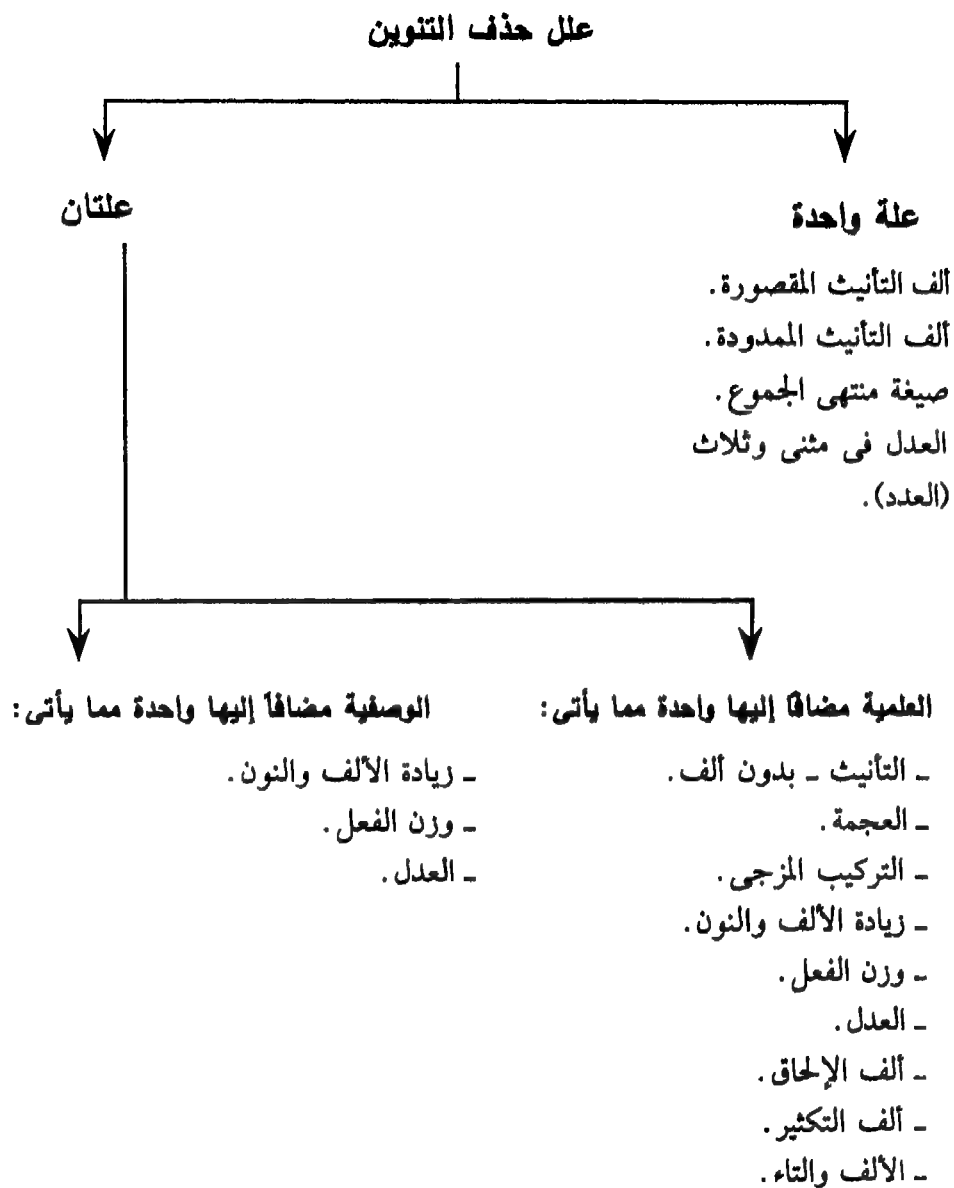 علل حذف التنوين
علة واحدة
ألف التأنيث المقصورة.
ألف التأنيث الممدودة.
صيغة منتهى الجموع.
العدل فى مثنى وثلاث
(العدد).
علتان
العلمية مضافًا إليها واحدة مما يأتى:
ـ التأنيث ـ بدون ألف.
ـ العجمة.
ـ التركيب المزجى.
ـ زيادة الألف والنون.
ـ وزن الفعل.
ـ العدل.
ـ ألف الإلحاق.
ـ ألف التكثير.
ـ الألف والتاء.
الوصفية مضافًا إليها واحدة مما يأتى:
ـ زيادة الألف والنون.
ـ وزن الفعل.
ـ العدل.